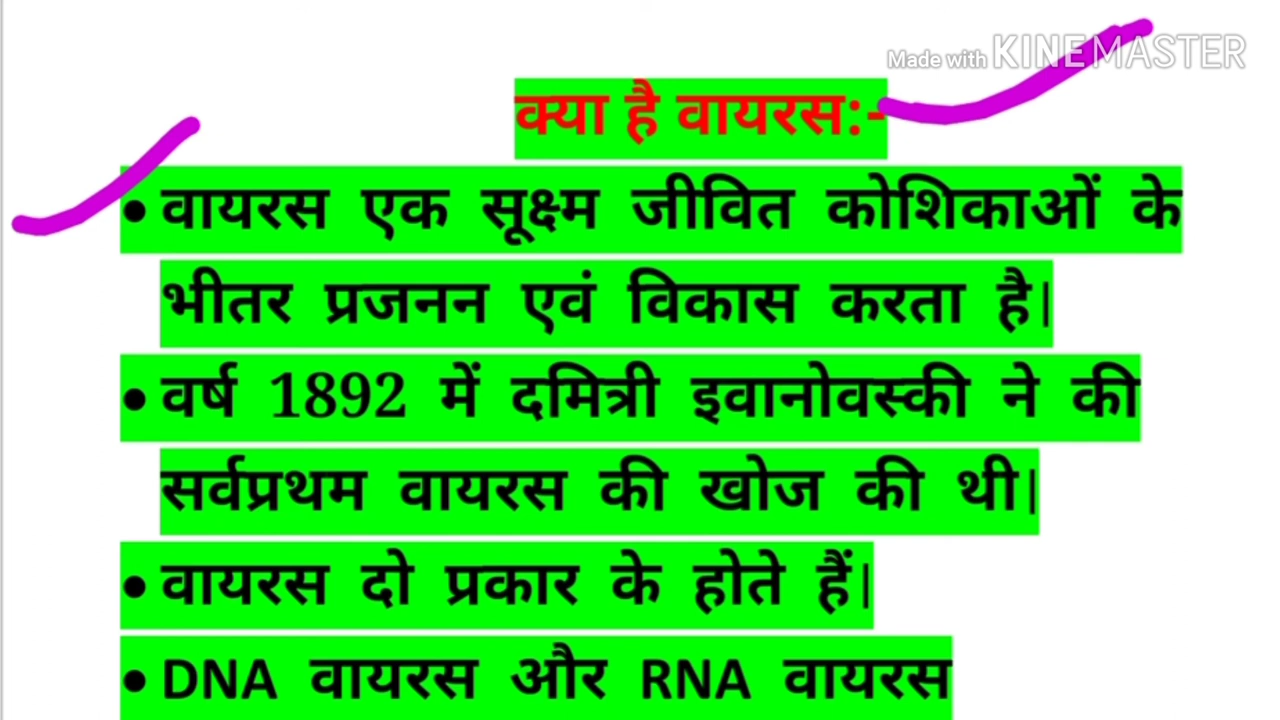 Made with KINEMASTER
क्या है वायरस:-
• वायरस एक सूक्ष्म जीवित कोशिकाओं के
भीतर प्रजनन एवं विकास करता है।
• वर्ष 1892 में दमित्री इवानोवस्की ने की
सर्वप्रथम वायरस की खोज की थी।
• वायरस दो प्रकार के होते हैं।
• DNA वायरस और RNA वायरस